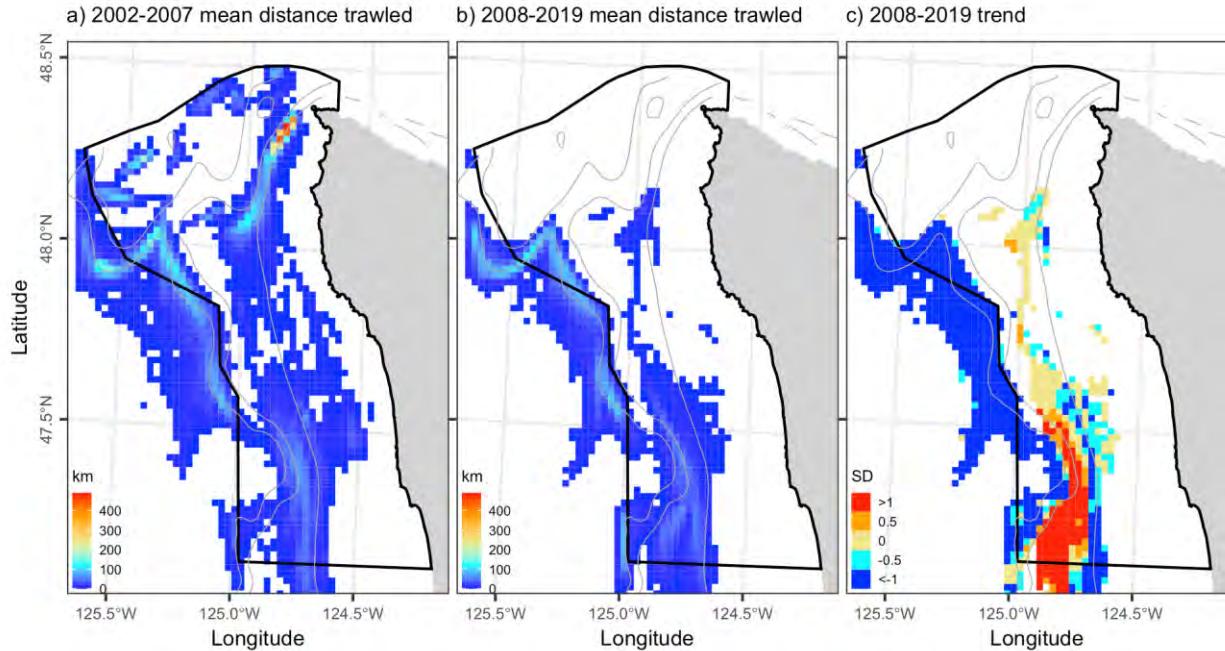 a) 2002-2007 mean distance trawled
b) 2008-2019 mean distance trawled
c) 2008-2019 trend
Latitude
48.5°N
48.0°N
47.5°N
km
400
300
200
100
0
km
400
300
200
100
0
SD
>1
0.5
0
-0.5
<-1
125.5°W
125.0°W
124.5°W
125.5°W
125.0°W
124.5°W
125.5°W
125.0°W
124.5°W
Longitude
Longitude
Longitude